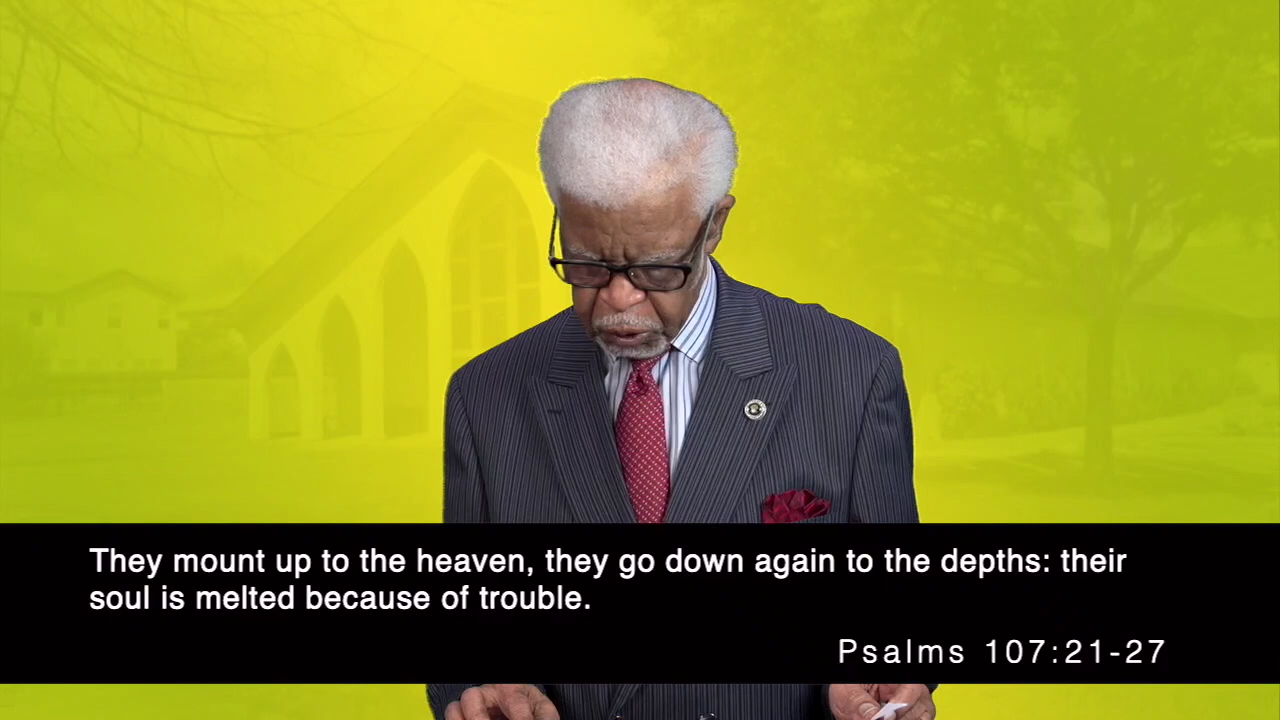 They mount up to the heaven, they go down again to the depths: their
soul is melted because of trouble.
Psalms 107:21-27